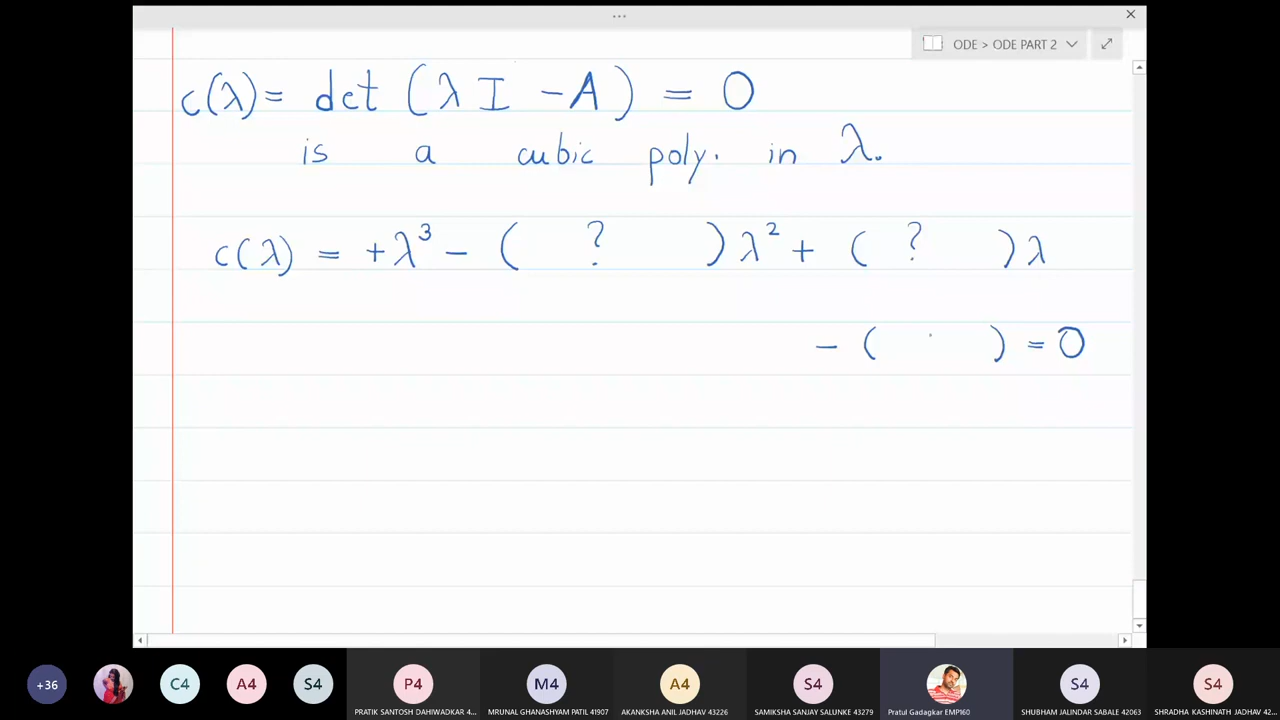 ODE > ODE PART 2
c(λ)= det (λI -A) = 0
is a cubic poly. in λ.
c(λ) = +λ³ - ( ? )λ² + ( ? )λ
- ( ) = 0
+36
C4
A4
S4
P4
M4
A4
S4
S4
S4
PRATIK SANTOSH DAHIWADKAR 4...
MRUNAL GHANASHYAM PATIL 41907
AKANKSHA ANIL JADHAV 43226
SAMIKSHA SANJAY SALUNKE 43279
Pratul Gadagkar EMP160
SHUBHAM JALINDAR SABALE 42063
SHRADHA KASHINATH JADHAV 42...